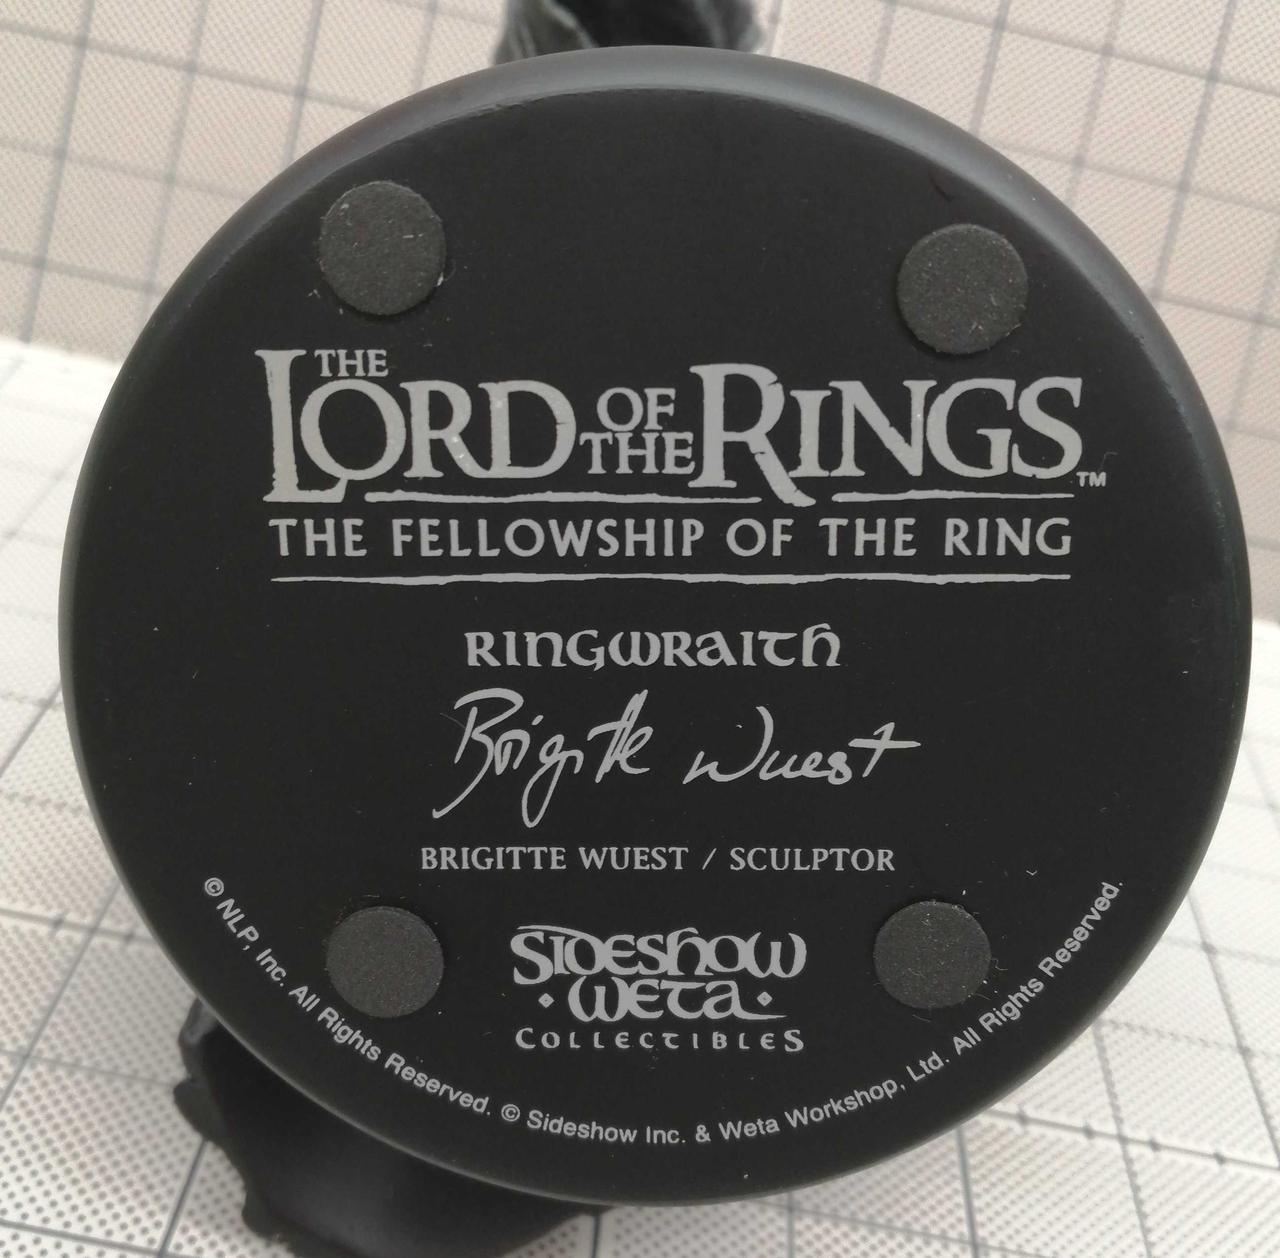 THE LORD OF THE RINGS™
THE FELLOWSHIP OF THE RING
RINGWRAITH
Brigitte Wuest
BRIGITTE WUEST / SCULPTOR
SIDESHOW
WETA
COLLECTIBLES
© NLP, Inc. All Rights Reserved. © Sideshow Inc. & Weta Workshop, Ltd. All Rights Reserved.